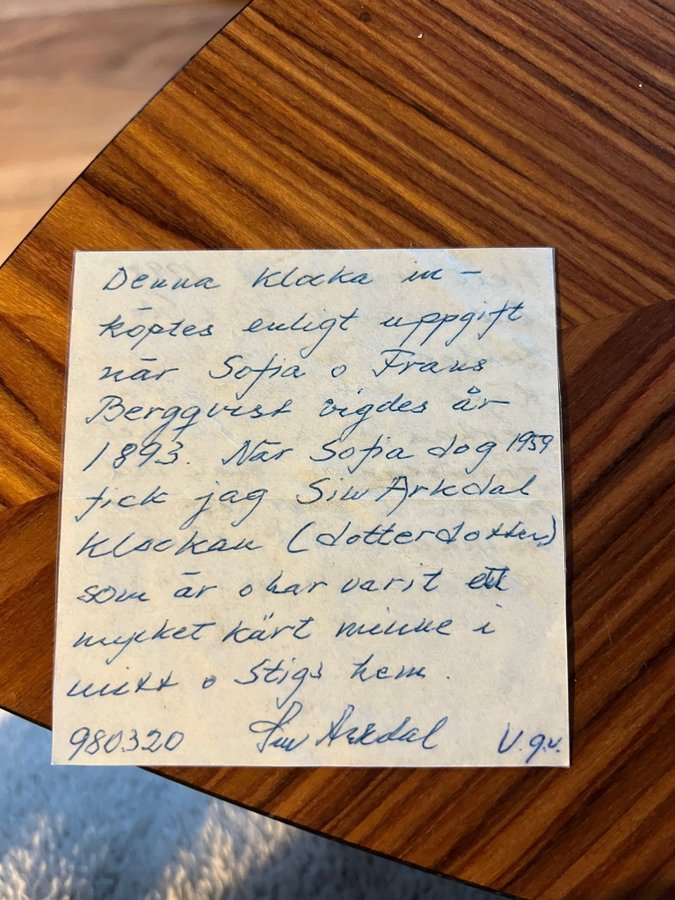 Denna klocka in-
köptes enligt uppgift
när Sofia o Frans
Bergqvist vigdes år
1893. När Sofia dog 1959
fick jag Siw Arkdal
klockan (dotterdotter)
som är o har varit ett
mycket kärt minne i
mitt o Stigs hem.
980320 Siw Arkdal V.g.v.